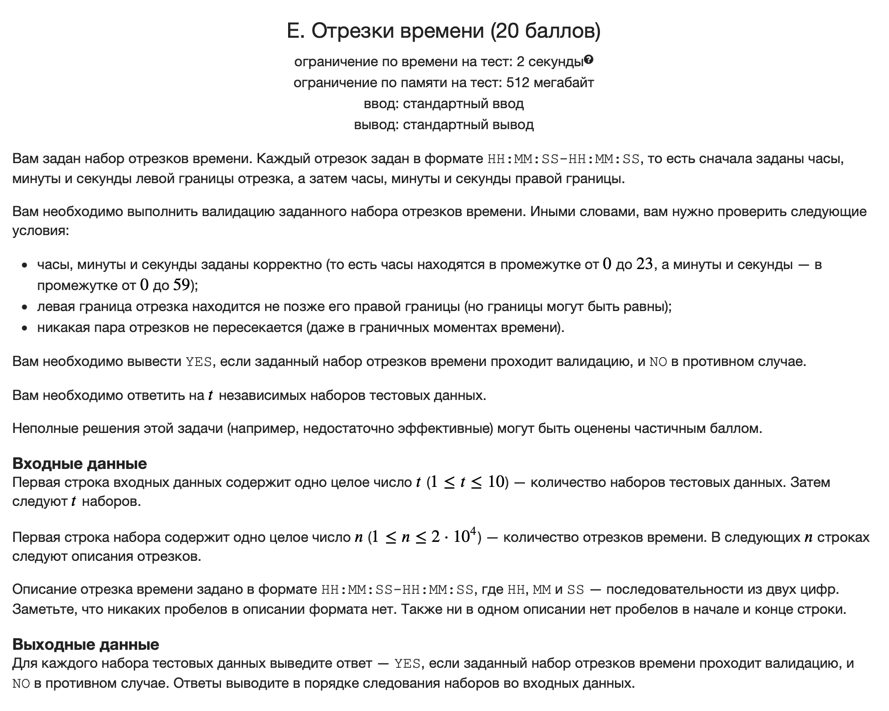 Е. Отрезки времени (20 баллов)
ограничение по времени на тест: 2 секунды?
ограничение по памяти на тест: 512 мегабайт
ввод: стандартный ввод
вывод: стандартный вывод
Вам задан набор отрезков времени. Каждый отрезок задан в формате HH:MM:SS-HH:MM:SS, то есть сначала заданы часы,
минуты и секунды левой границы отрезка, а затем часы, минуты и секунды правой границы.
Вам необходимо выполнить валидацию заданного набора отрезков времени. Иными словами, вам нужно проверить следующие
условия:
• часы, минуты и секунды заданы корректно (то есть часы находятся в промежутке от 0 до 23, а минуты и секунды — в
промежутке от 0 до 59);
• левая граница отрезка находится не позже его правой границы (но границы могут быть равны);
• никакая пара отрезков не пересекается (даже в граничных моментах времени).
Вам необходимо вывести YES, если заданный набор отрезков времени проходит валидацию, и NO в противном случае.
Вам необходимо ответить на t независимых наборов тестовых данных.
Неполные решения этой задачи (например, недостаточно эффективные) могут быть оценены частичным баллом.
Входные данные
Первая строка входных данных содержит одно целое число t (1 ≤ t ≤ 10) — количество наборов тестовых данных. Затем
следуют t наборов.
Первая строка набора содержит одно целое число n (1 ≤ n ≤ 2 · 10⁴) — количество отрезков времени. В следующих n строках
следуют описания отрезков.
Описание отрезка времени задано в формате HH:MM:SS-HH:MM:SS, где HH, MM и SS — последовательности из двух цифр.
Заметьте, что никаких пробелов в описании формата нет. Также ни в одном описании нет пробелов в начале и конце строки.
Выходные данные
Для каждого набора тестовых данных выведите ответ — YES, если заданный набор отрезков времени проходит валидацию, и
NO в противном случае. Ответы выводите в порядке следования наборов во входных данных.